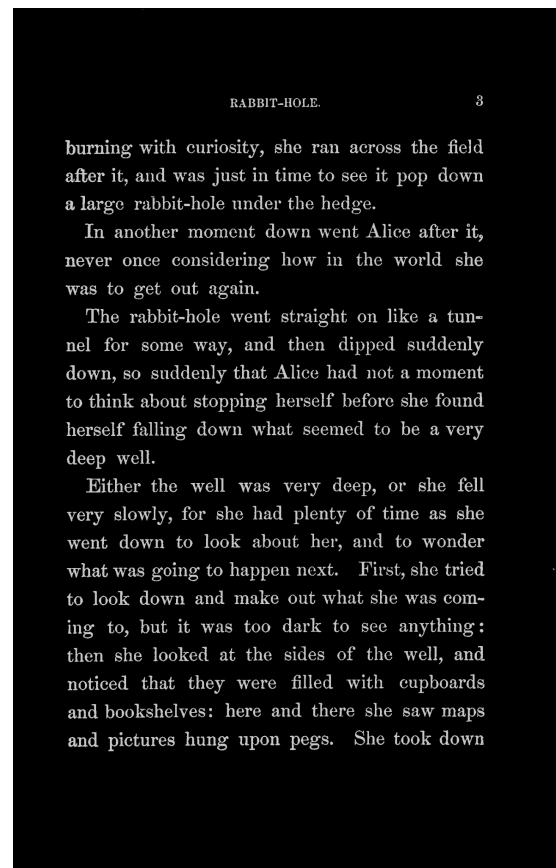 RABBIT-HOLE. 3
burning with curiosity, she ran across the field
after it, and was just in time to see it pop down
a large rabbit-hole under the hedge.
In another moment down went Alice after it,
never once considering how in the world she
was to get out again.
The rabbit-hole went straight on like a tun-
nel for some way, and then dipped suddenly
down, so suddenly that Alice had not a moment
to think about stopping herself before she found
herself falling down what seemed to be a very
deep well.
Either the well was very deep, or she fell
very slowly, for she had plenty of time as she
went down to look about her, and to wonder
what was going to happen next. First, she tried
to look down and make out what she was com-
ing to, but it was too dark to see anything:
then she looked at the sides of the well, and
noticed that they were filled with cupboards
and bookshelves: here and there she saw maps
and pictures hung upon pegs. She took down